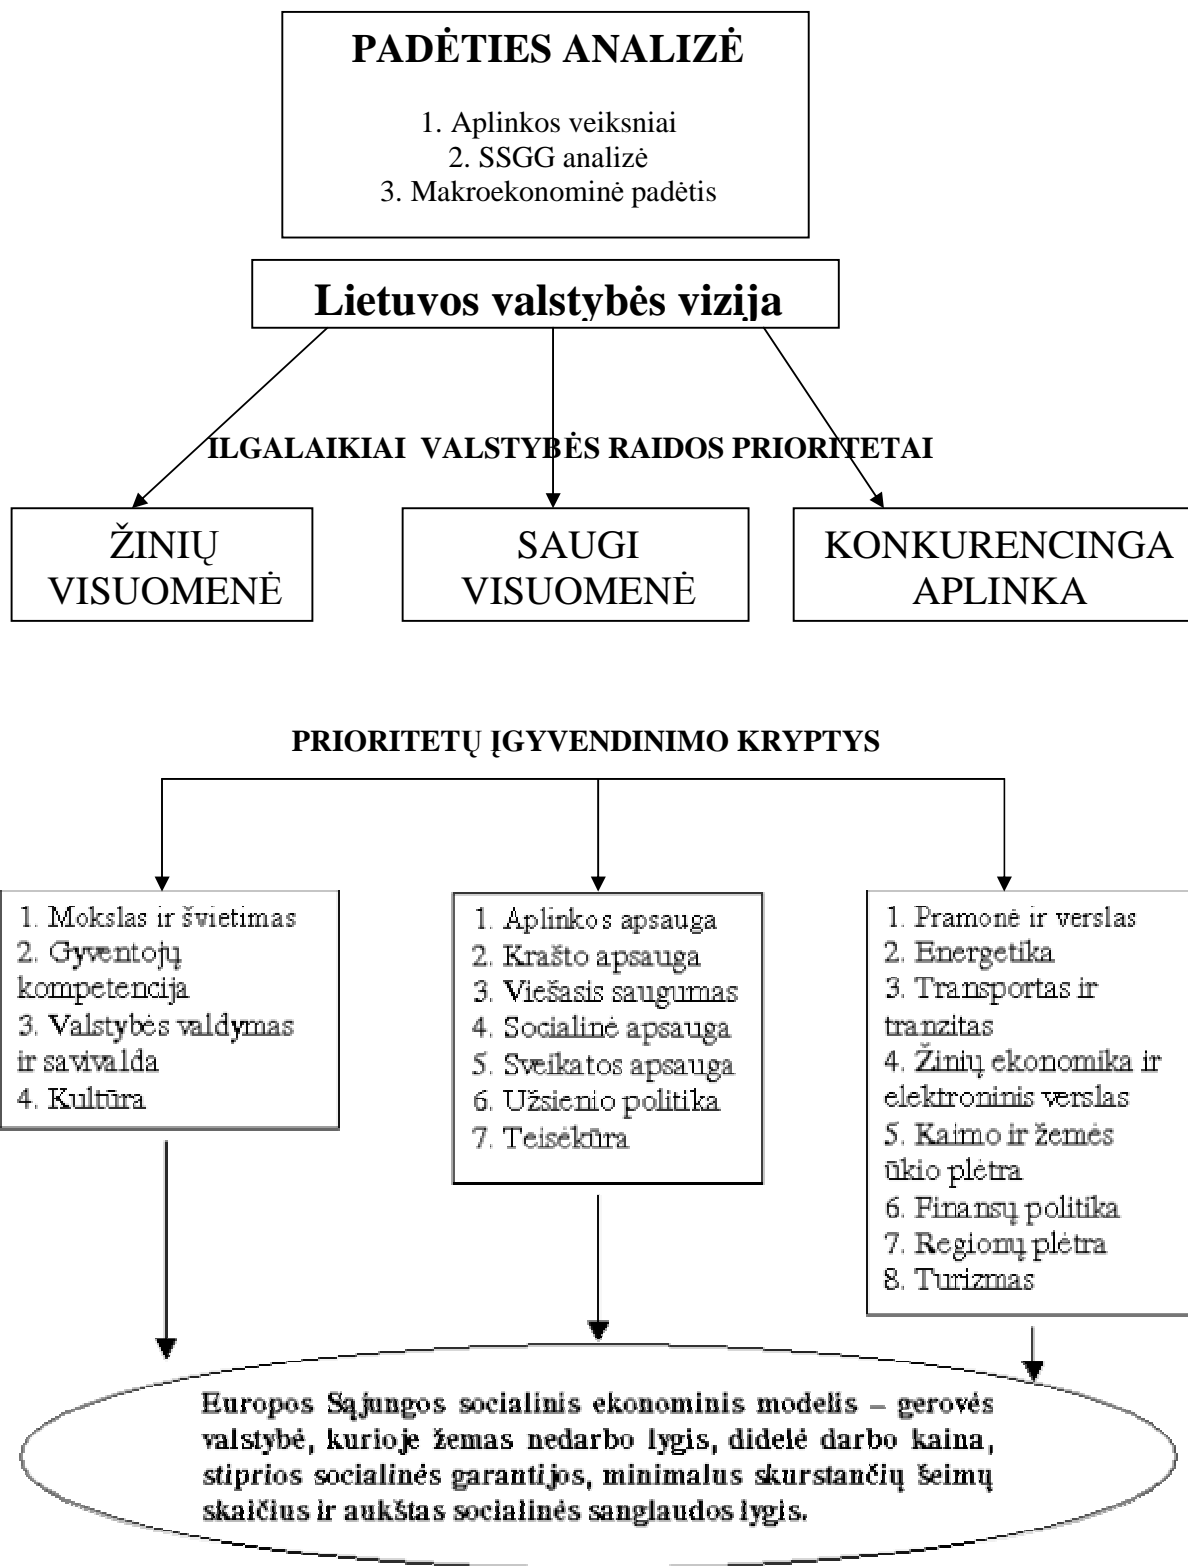 PADĖTIES ANALIZĖ
1. Aplinkos veiksniai
2. SSGG analizė
3. Makroekonominė padėtis
Lietuvos valstybės vizija
ILGALAIKIAI VALSTYBĖS RAIDOS PRIORITETAI
ŽINIŲ
VISUOMENĖ
SAUGI
VISUOMENĖ
KONKURENCINGA
APLINKA
PRIORITETŲ ĮGYVENDINIMO KRYPTYS
1. Mokslas ir švietimas
2. Gyventojų
kompetencija
3. Valstybės valdymas
ir savivalda
4. Kultūra
1. Aplinkos apsauga
2. Krašto apsauga
3. Viešasis saugumas
4. Socialinė apsauga
5. Sveikatos apsauga
6. Užsienio politika
7. Teisėkūra
1. Pramonė ir verslas
2. Energetika
3. Transportas ir
tranzitas
4. Žinių ekonomika ir
elektroninis verslas
5. Kaimo ir žemės
ūkio plėtra
6. Finansų politika
7. Regionų plėtra
8. Turizmas
Europos Sąjungos socialinis ekonominis modelis – gerovės
valstybė, kurioje žemas nedarbo lygis, didelė darbo kaina,
stiprios socialinės garantijos, minimalus skurstančių šeimų
skaičius ir aukštas socialinės sanglaudos lygis.